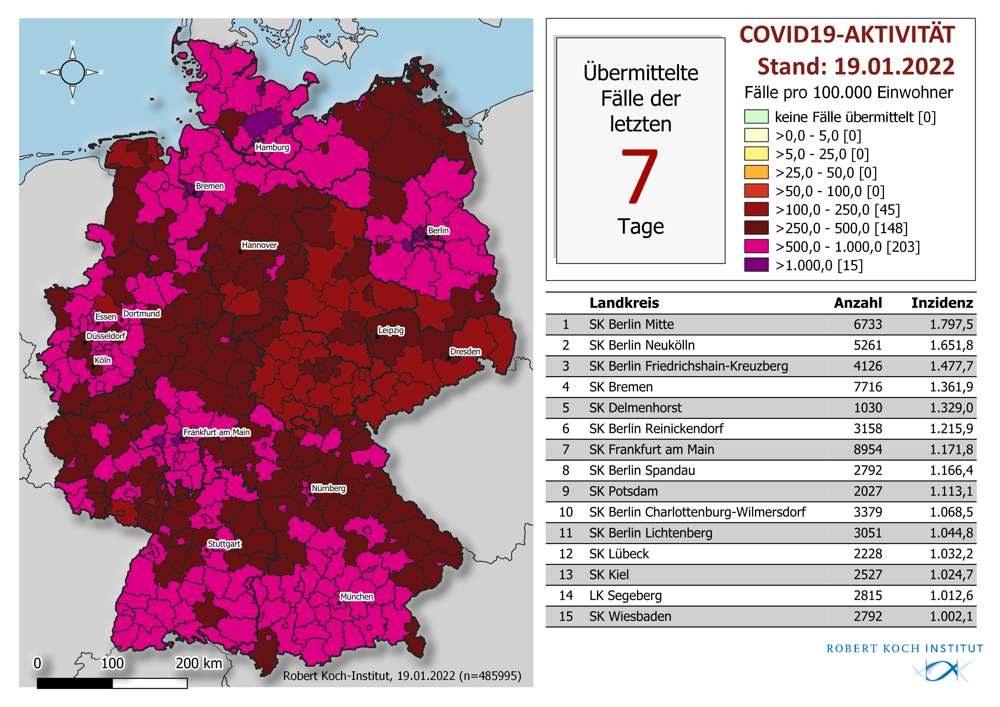 N
W
E
S
Hamburg
Bremen
Berlin
Hannover
Essen
Dortmund
Düsseldorf
Leipzig
Dresden
Köln
Frankfurt am Main
Nürnberg
Stuttgart
München
0 100 200 km
Robert Koch-Institut, 19.01.2022 (n=485995)
Übermittelte
Fälle der
letzten
7
Tage
COVID19-AKTIVITÄT
Stand: 19.01.2022
Fälle pro 100.000 Einwohner
keine Fälle übermittelt [0]
>0,0 - 5,0 [0]
>5,0 - 25,0 [0]
>25,0 - 50,0 [0]
>50,0 - 100,0 [0]
>100,0 - 250,0 [45]
>250,0 - 500,0 [148]
>500,0 - 1.000,0 [203]
>1.000,0 [15]
Landkreis Anzahl Inzidenz
1 SK Berlin Mitte 6733 1.797,5
2 SK Berlin Neukölln 5261 1.651,8
3 SK Berlin Friedrichshain-Kreuzberg 4126 1.477,7
4 SK Bremen 7716 1.361,9
5 SK Delmenhorst 1030 1.329,0
6 SK Berlin Reinickendorf 3158 1.215,9
7 SK Frankfurt am Main 8954 1.171,8
8 SK Berlin Spandau 2792 1.166,4
9 SK Potsdam 2027 1.113,1
10 SK Berlin Charlottenburg-Wilmersdorf 3379 1.068,5
11 SK Berlin Lichtenberg 3051 1.044,8
12 SK Lübeck 2228 1.032,2
13 SK Kiel 2527 1.024,7
14 LK Segeberg 2815 1.012,6
15 SK Wiesbaden 2792 1.002,1
ROBERT KOCH INSTITUT